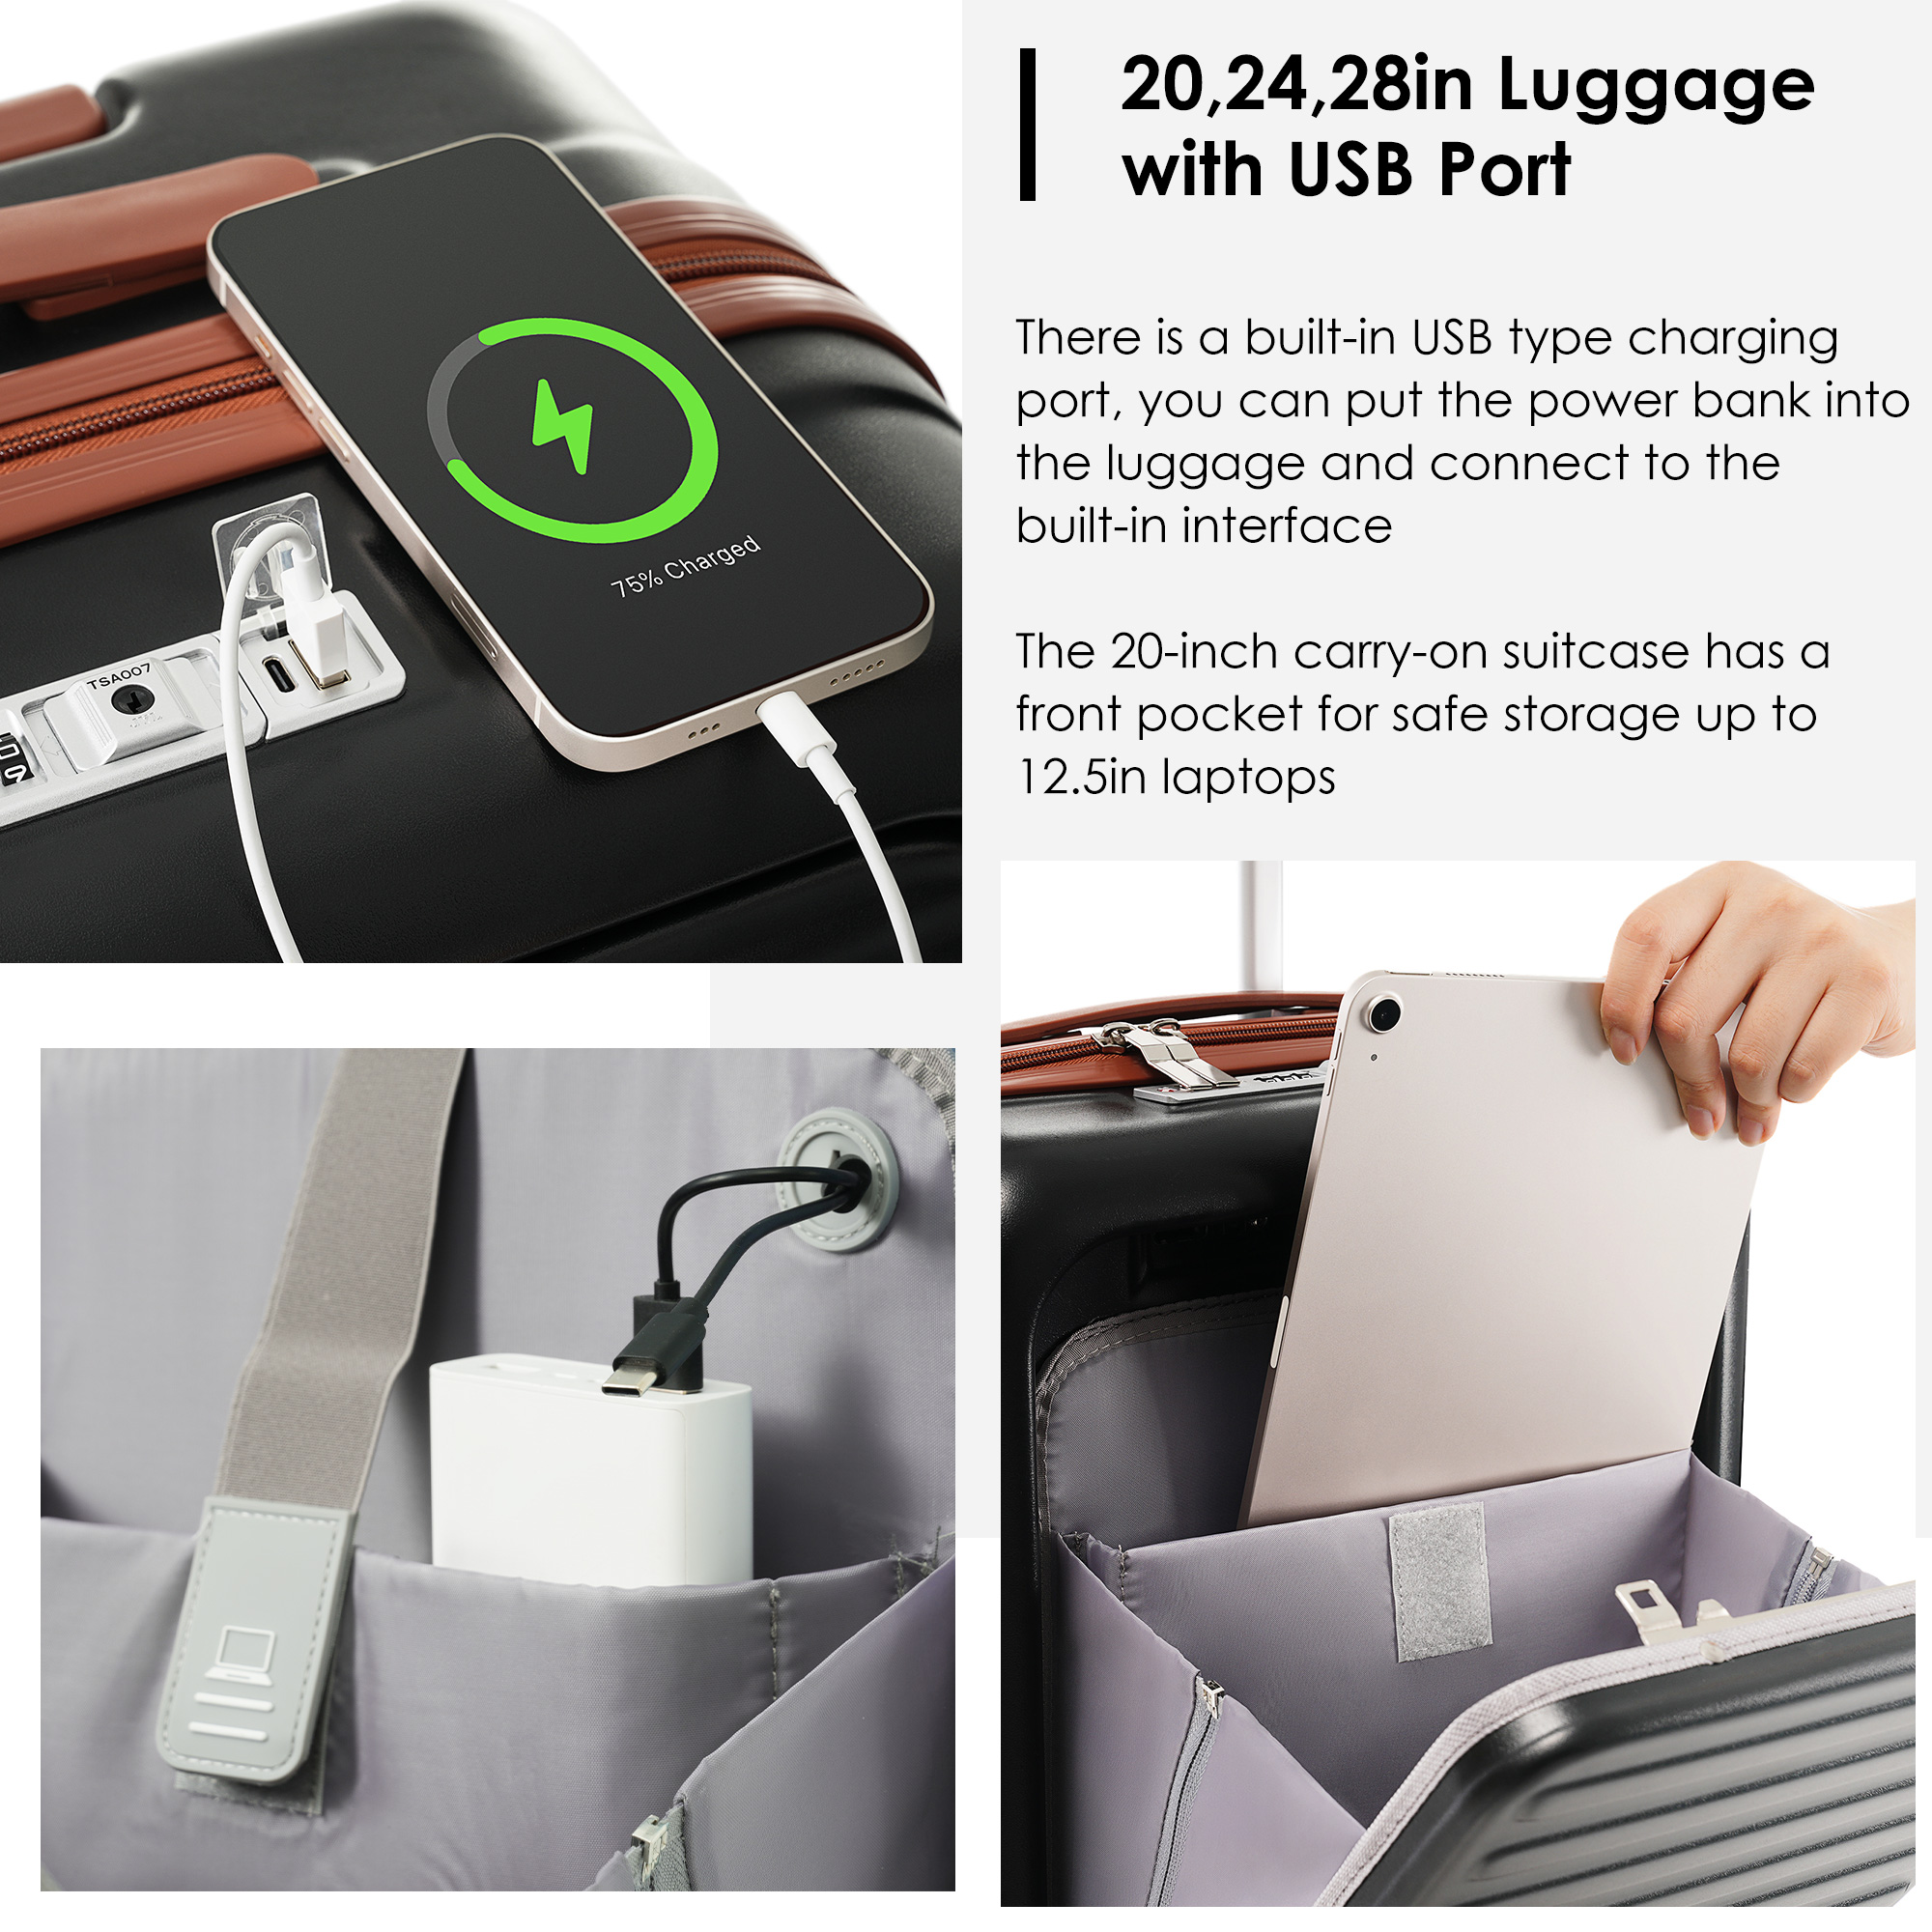 20,24,28in Luggage
with USB Port
There is a built-in USB type charging
port, you can put the power bank into
the luggage and connect to the
built-in interface
The 20-inch carry-on suitcase has a
front pocket for safe storage up to
12.5in laptops
75% Charged
TSA007